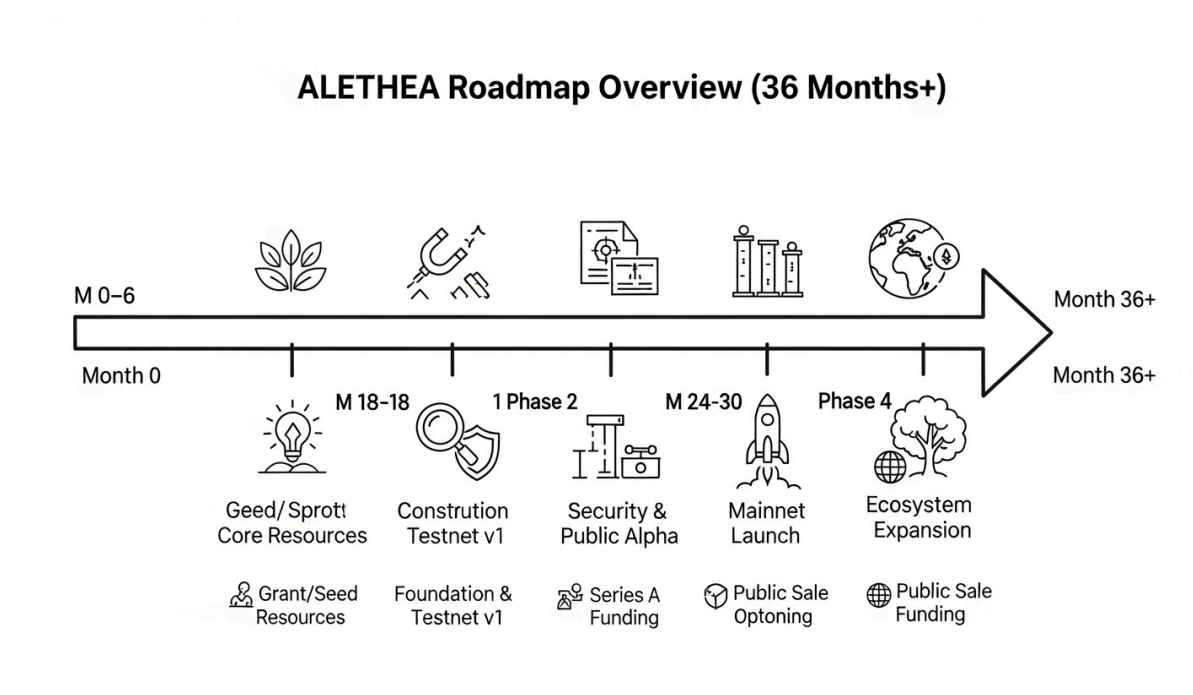 ALETHEA Roadmap Overview (36 Months+)
M 0–6
Month 36+
Month 0
Month 36+
M 18-18
1 Phase 2
M 24-30
Phase 4
Geed/Sprott
Core Resources
Constrution
Testnet v1
Security &
Public Alpha
Mainnet
Launch
Ecosystem
Expansion
Grant/Seed
Resources
Foundation &
Testnet v1
Series A
Funding
Public Sale
Optoning
Public Sale
Funding